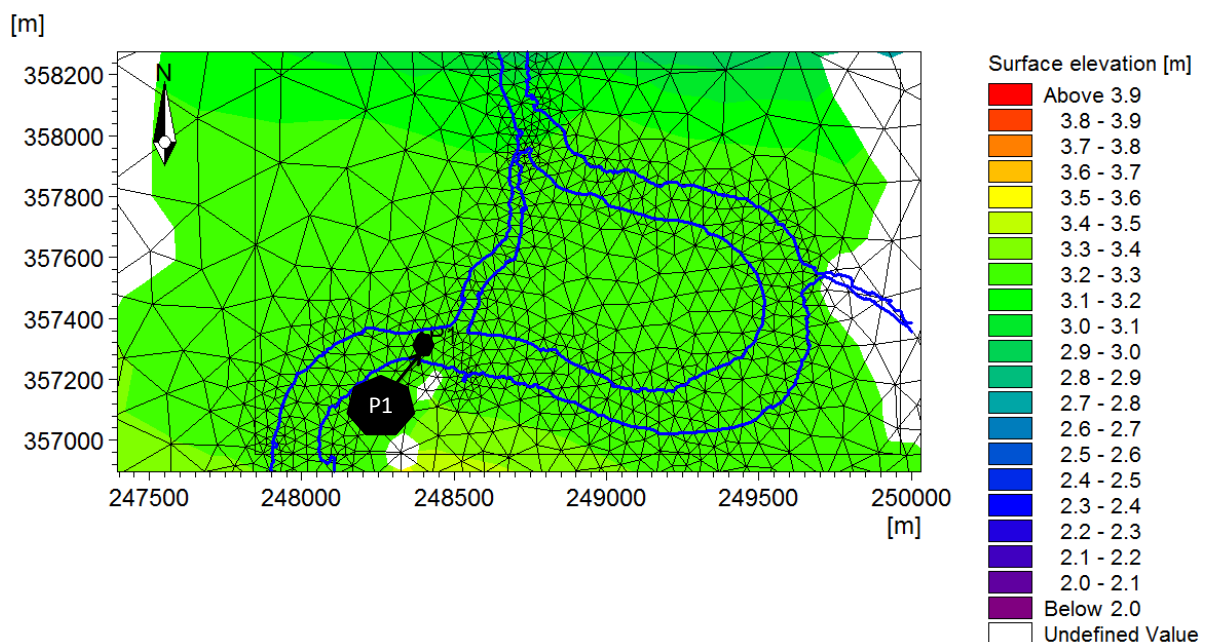 [m]
358200
358000
357800
357600
357400
357200
357000
N
P1
247500 248000 248500 249000 249500 250000
[m]
Surface elevation [m]
Above 3.9
3.8 - 3.9
3.7 - 3.8
3.6 - 3.7
3.5 - 3.6
3.4 - 3.5
3.3 - 3.4
3.2 - 3.3
3.1 - 3.2
3.0 - 3.1
2.9 - 3.0
2.8 - 2.9
2.7 - 2.8
2.6 - 2.7
2.5 - 2.6
2.4 - 2.5
2.3 - 2.4
2.2 - 2.3
2.1 - 2.2
2.0 - 2.1
Below 2.0
Undefined Value